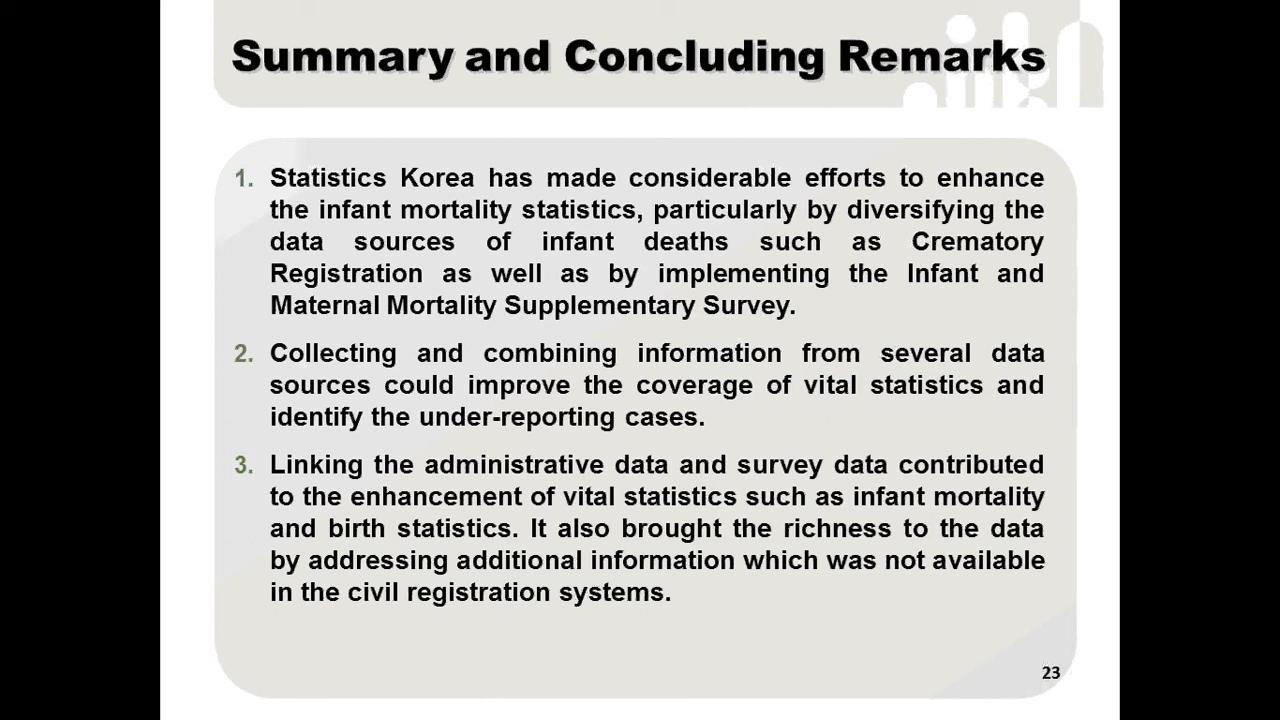 Summary and Concluding Remarks
1. Statistics Korea has made considerable efforts to enhance
the infant mortality statistics, particularly by diversifying the
data sources of infant deaths such as Crematory
Registration as well as by implementing the Infant and
Maternal Mortality Supplementary Survey.
2. Collecting and combining information from several data
sources could improve the coverage of vital statistics and
identify the under-reporting cases.
3. Linking the administrative data and survey data contributed
to the enhancement of vital statistics such as infant mortality
and birth statistics. It also brought the richness to the data
by addressing additional information which was not available
in the civil registration systems.
23